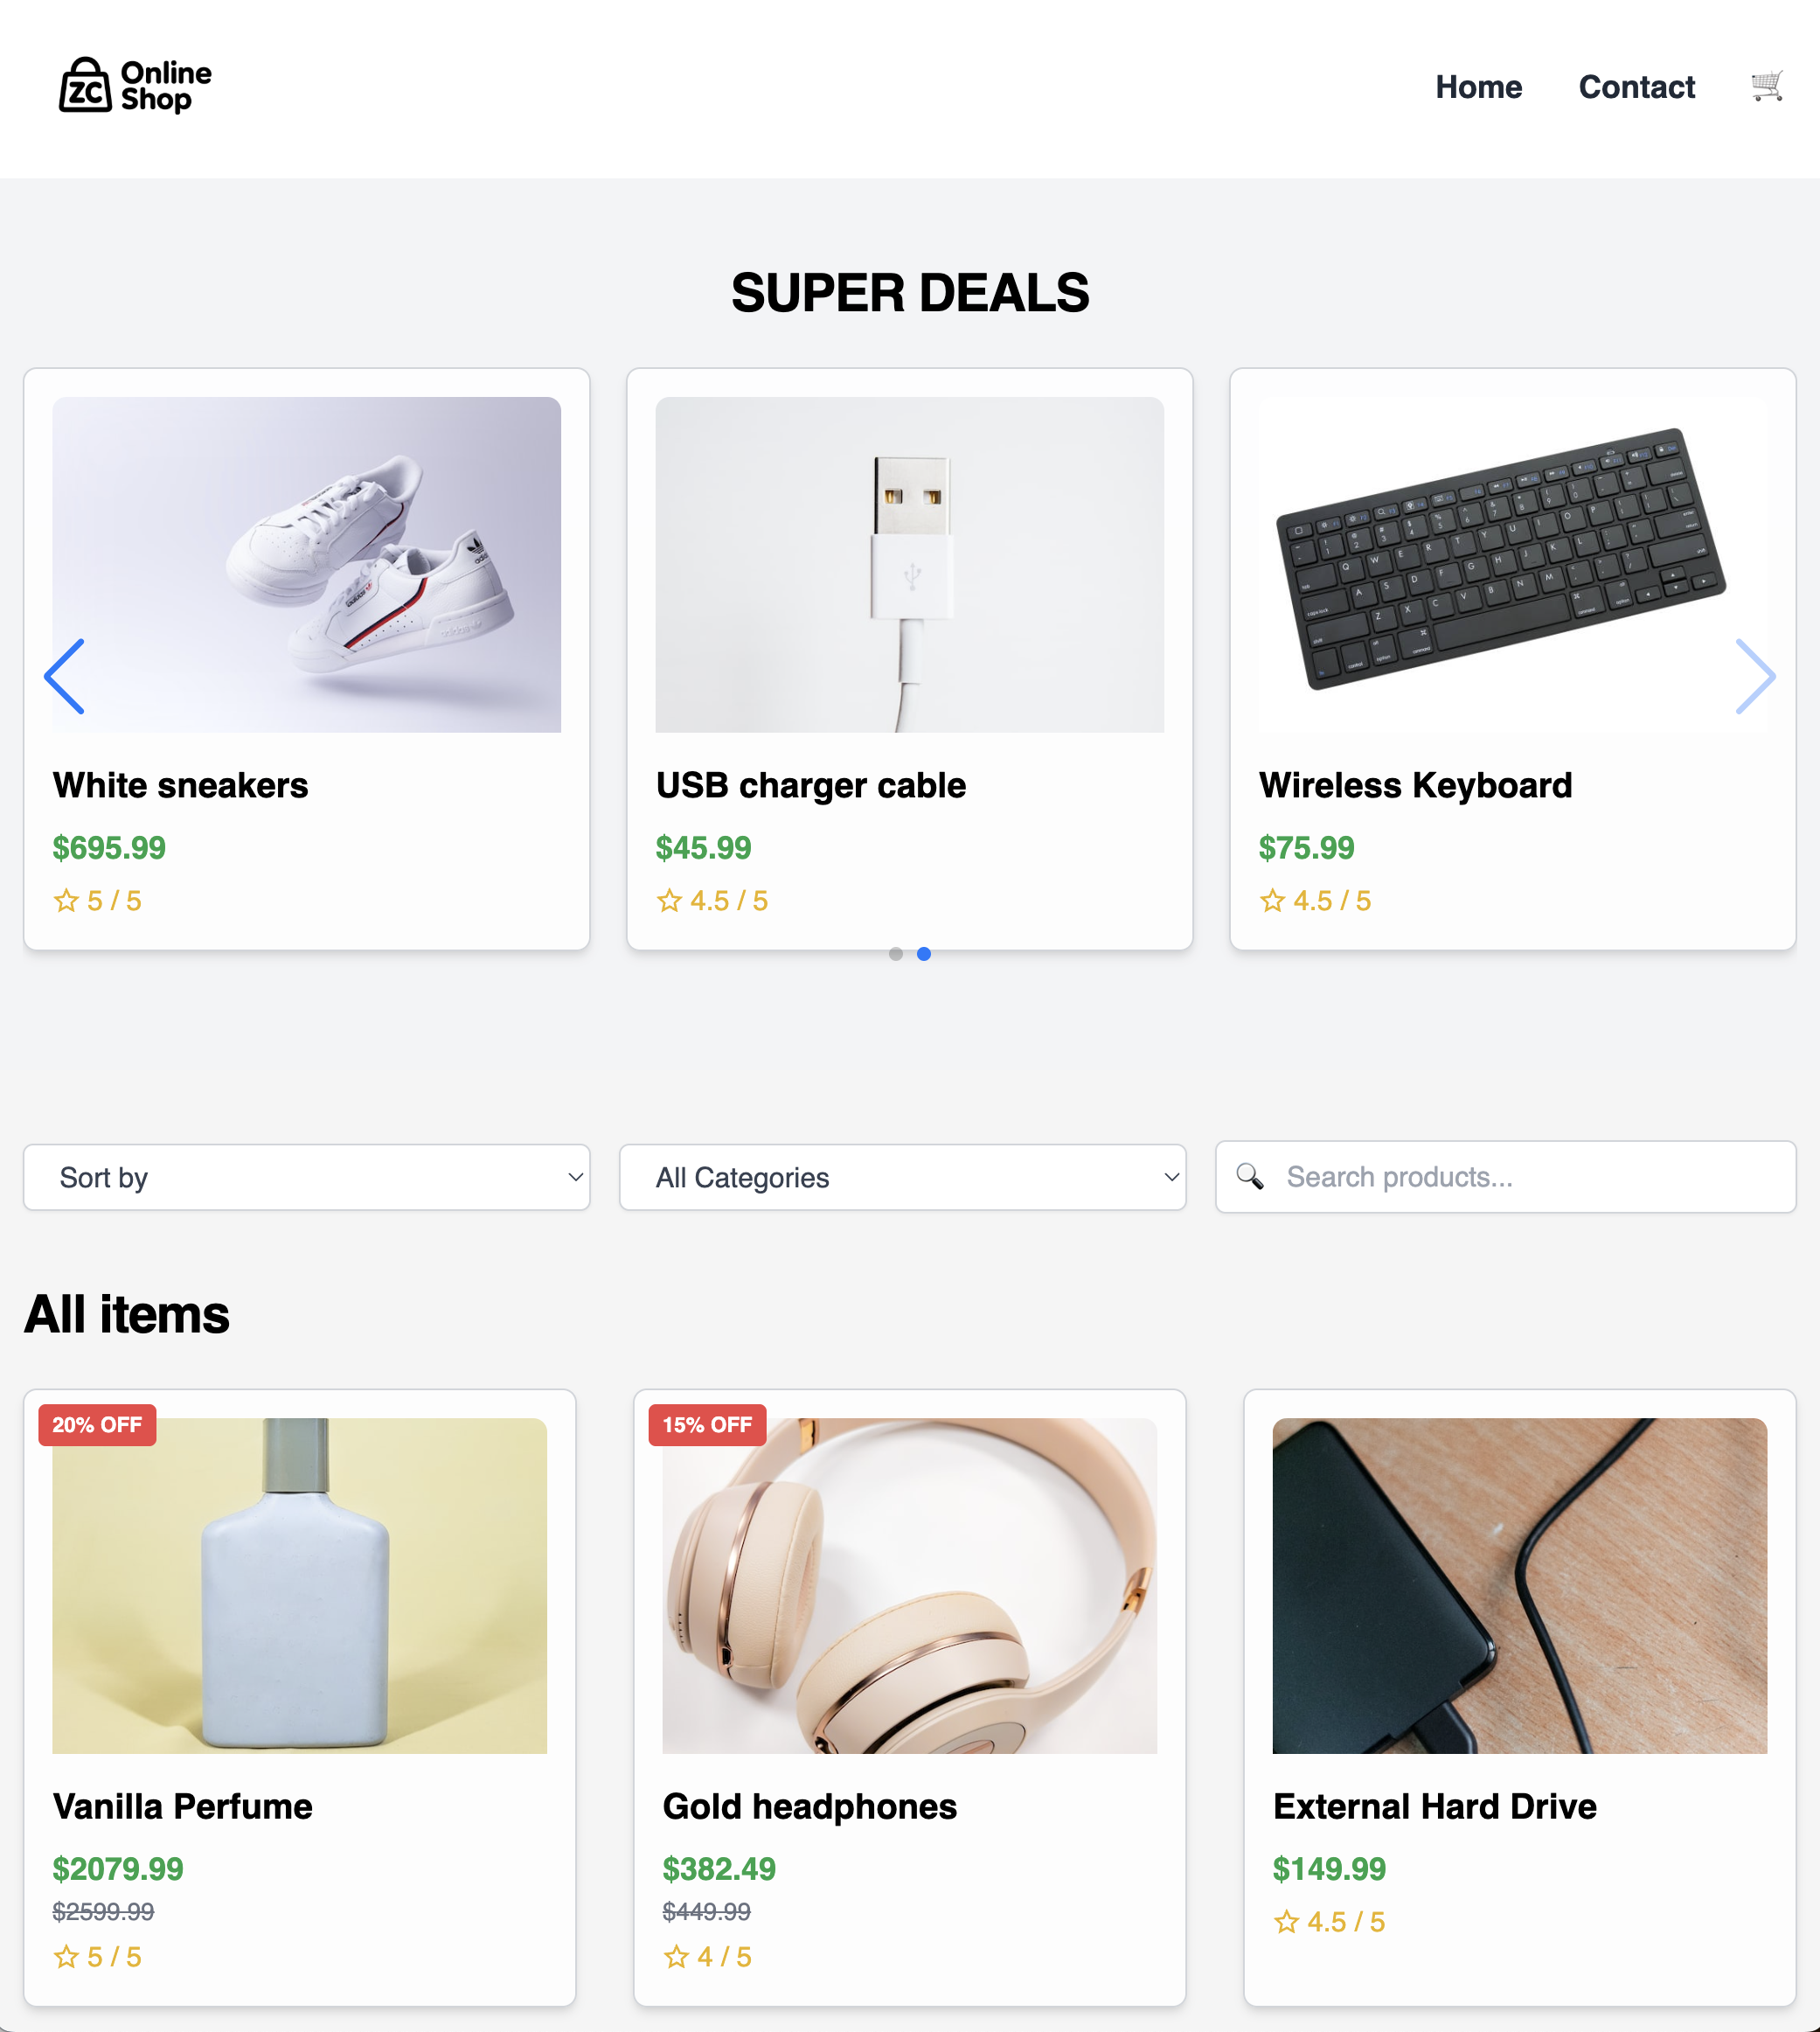 ZC Online
Shop
Home Contact
SUPER DEALS
adidas
White sneakers
$695.99
5 / 5
USB charger cable
$45.99
4.5 / 5
Wireless Keyboard
$75.99
4.5 / 5
Sort by
All Categories
Search products...
All items
20% OFF
Vanilla Perfume
$2079.99
$2599.99
5 / 5
15% OFF
Gold headphones
$382.49
$449.99
4 / 5
External Hard Drive
$149.99
4.5 / 5